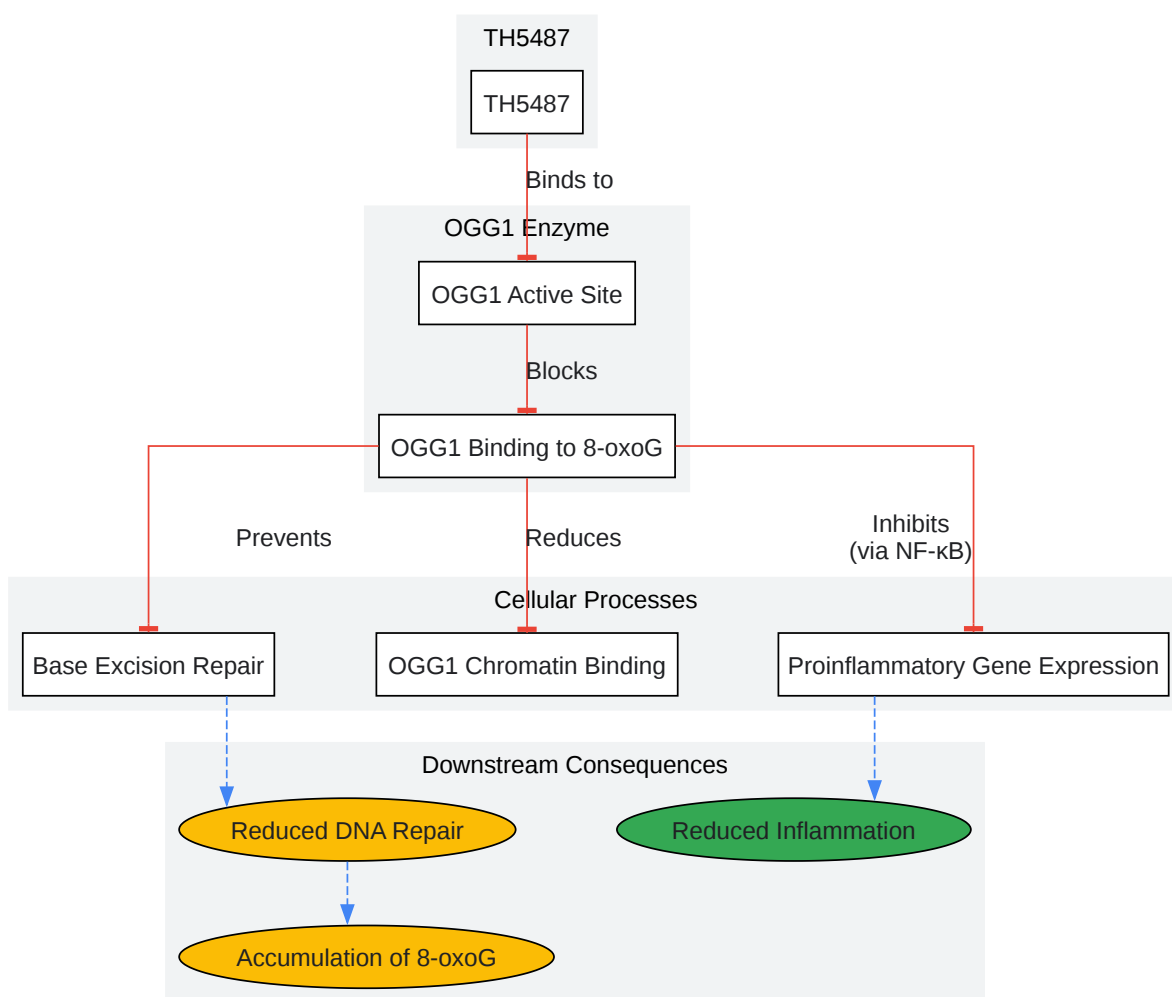 TH5487
TH5487
Binds to
OGG1 Enzyme
OGG1 Active Site
Blocks
OGG1 Binding to 8-oxoG
Prevents
Reduces
Inhibits
(via NF-κB)
Cellular Processes
Base Excision Repair
OGG1 Chromatin Binding
Proinflammatory Gene Expression
Downstream Consequences
Reduced DNA Repair
Reduced Inflammation
Accumulation of 8-oxoG